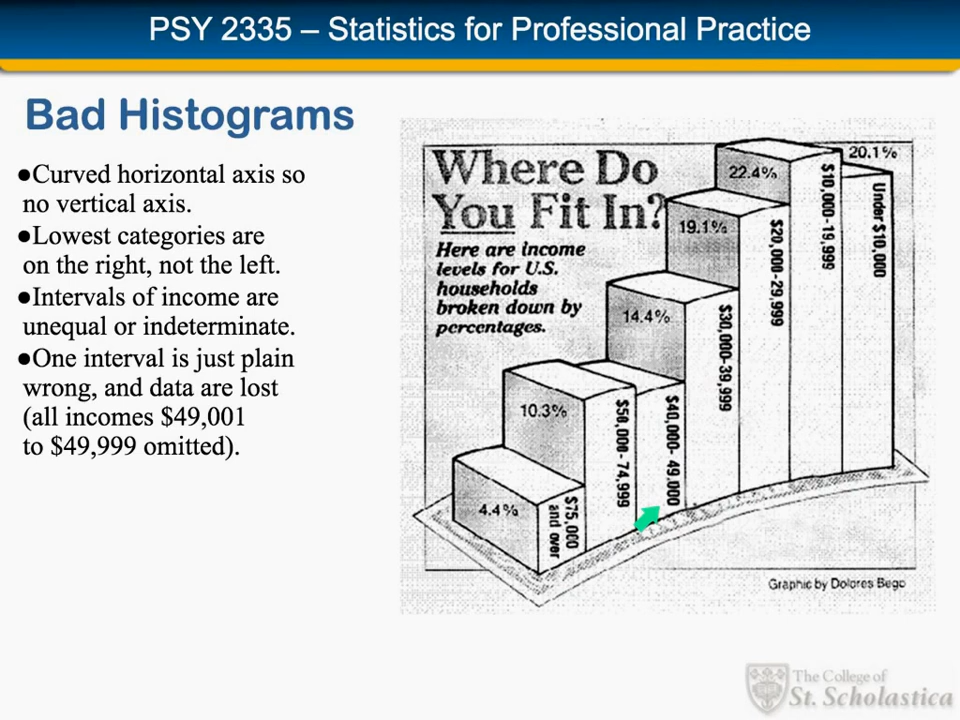 PSY 2335 – Statistics for Professional Practice
Bad Histograms
●Curved horizontal axis so
no vertical axis.
●Lowest categories are
on the right, not the left.
●Intervals of income are
unequal or indeterminate.
●One interval is just plain
wrong, and data are lost
(all incomes $49,001
to $49,999 omitted).
Where Do
You Fit In?
Here are income
levels for U.S.
households
broken down by
percentages.
4.4%
$75,000
and over
10.3%
$50,000-74,999
$40,000-49.000
14.4%
$30,000-39,999
19.1%
$20,000-29,999
22.4%
$10,000-19,999
20.1%
Under $10,000
Graphic by Dolores Bego
The College of
St. Scholastica